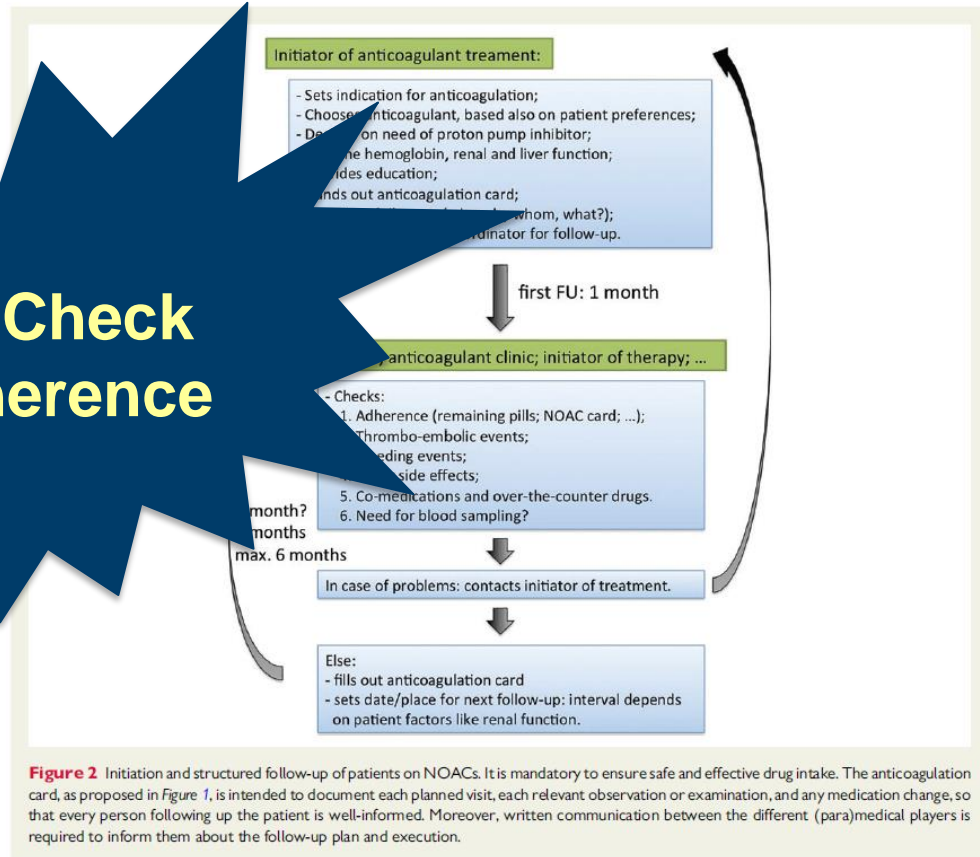 Initiator of anticoagulant treament:
- Sets indication for anticoagulation;
- Chooses anticoagulant, based also on patient preferences;
- on need of proton pump inhibitor;
hemoglobin, renal and liver function;
education;
out anticoagulation card;
whom, what?);
for follow-up.
first FU: 1 month
Check
anticoagulant clinic; initiator of therapy; ...
- Checks:
1. Adherence (remaining pills; NOAC card; ...);
Thrombo-embolic events;
events;
side effects;
5. Co-medications and over-the-counter drugs.
6. Need for blood sampling?
month?
months
max. 6 months
In case of problems: contacts initiator of treatment.
Else:
- fills out anticoagulation card
- sets date/place for next follow-up: interval depends
on patient factors like renal function.
Figure 2 Initiation and structured follow-up of patients on NOACs. It is mandatory to ensure safe and effective drug intake. The anticoagulation
card, as proposed in Figure 1, is intended to document each planned visit, each relevant observation or examination, and any medication change, so
that every person following up the patient is well-informed. Moreover, written communication between the different (para)medical players is
required to inform them about the follow-up plan and execution.